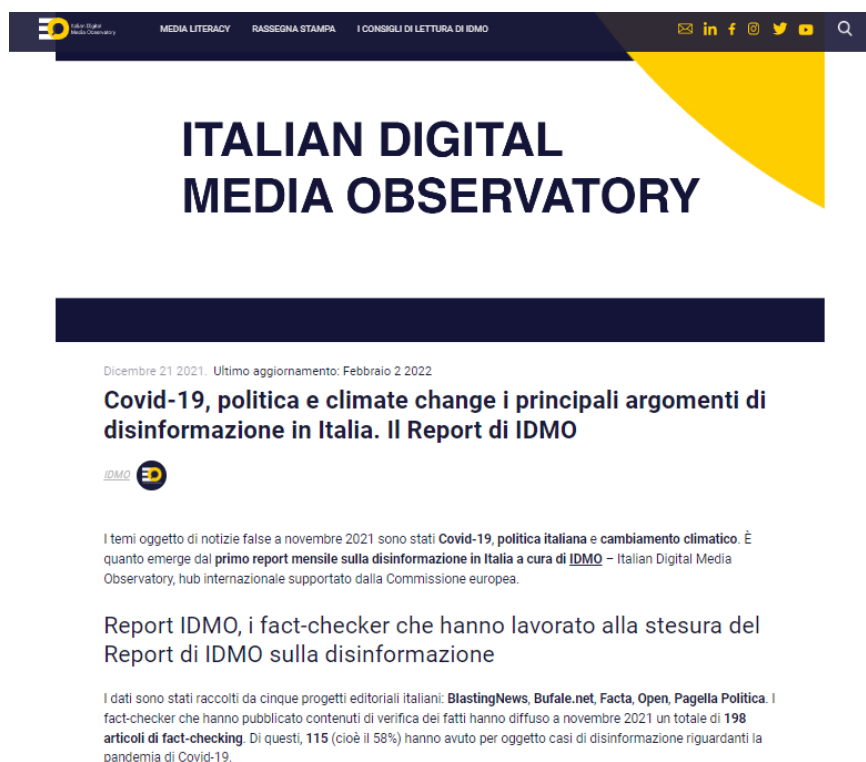 Italian Digital
Media Observatory
MEDIA LITERACY RASSEGNA STAMPA I CONSIGLI DI LETTURA DI IDMO
ITALIAN DIGITAL
MEDIA OBSERVATORY
Dicembre 21 2021. Ultimo aggiornamento: Febbraio 2 2022
Covid-19, politica e climate change i principali argomenti di
disinformazione in Italia. Il Report di IDMO
IDMO
I temi oggetto di notizie false a novembre 2021 sono stati Covid-19, politica italiana e cambiamento climatico. È
quanto emerge dal primo report mensile sulla disinformazione in Italia a cura di IDMO – Italian Digital Media
Observatory, hub internazionale supportato dalla Commissione europea.
Report IDMO, i fact-checker che hanno lavorato alla stesura del
Report di IDMO sulla disinformazione
I dati sono stati raccolti da cinque progetti editoriali italiani: BlastingNews, Bufale.net, Facta, Open, Pagella Politica. I
fact-checker che hanno pubblicato contenuti di verifica dei fatti hanno diffuso a novembre 2021 un totale di 198
articoli di fact-checking. Di questi, 115 (cioè il 58%) hanno avuto per oggetto casi di disinformazione riguardanti la
pandemia di Covid-19.